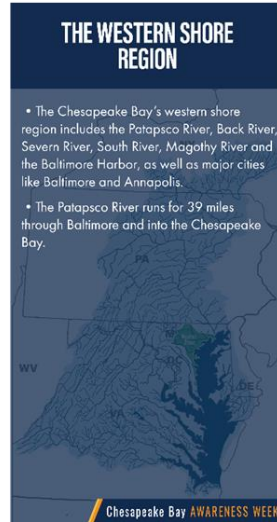 THE WESTERN SHORE
REGION
• The Chesapeake Bay's western shore
region includes the Patapsco River, Back River,
Severn River, South River, Magothy River and
the Baltimore Harbor, as well as major cities
like Baltimore and Annapolis.
• The Patapsco River runs for 39 miles
through Baltimore and into the Chesapeake
Bay.
PA
WV
DC
DE
VA
Chesapeake Bay AWARENESS WEEK